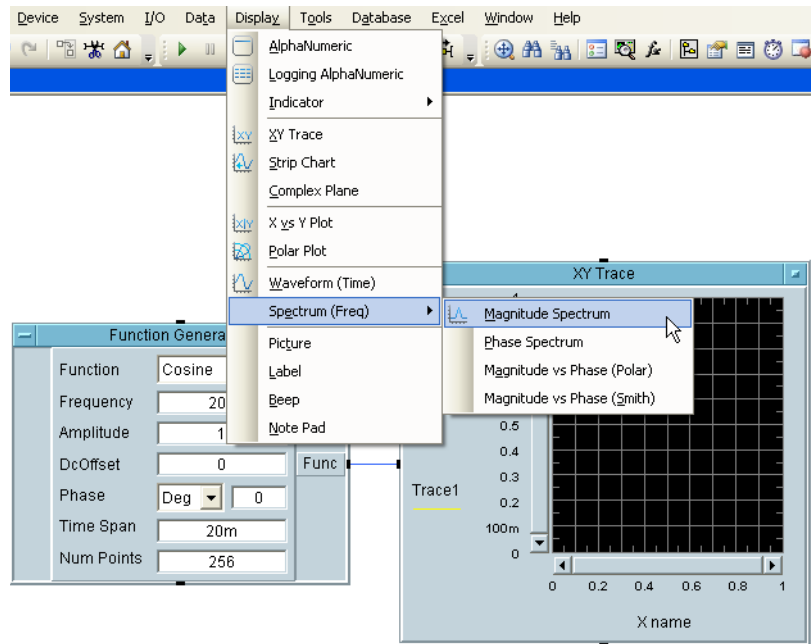 Device System I/O Data Display Tools Database Excel Window Help
AlphaNumeric
Logging AlphaNumeric
Indicator
XY Trace
Strip Chart
Complex Plane
X vs Y Plot
Polar Plot
Waveform (Time)
Spectrum (Freq)
Picture
Label
Beep
Note Pad
Magnitude Spectrum
Phase Spectrum
Magnitude vs Phase (Polar)
Magnitude vs Phase (Smith)
Function Genera
Function Cosine
Frequency 20
Amplitude 1
DcOffset 0
Phase Deg 0
Time Span 20m
Num Points 256
Func
XY Trace
0.5
0.4
0.3
Trace1
0.2
100m
0
0 0.2 0.4 0.6 0.8 1
X name